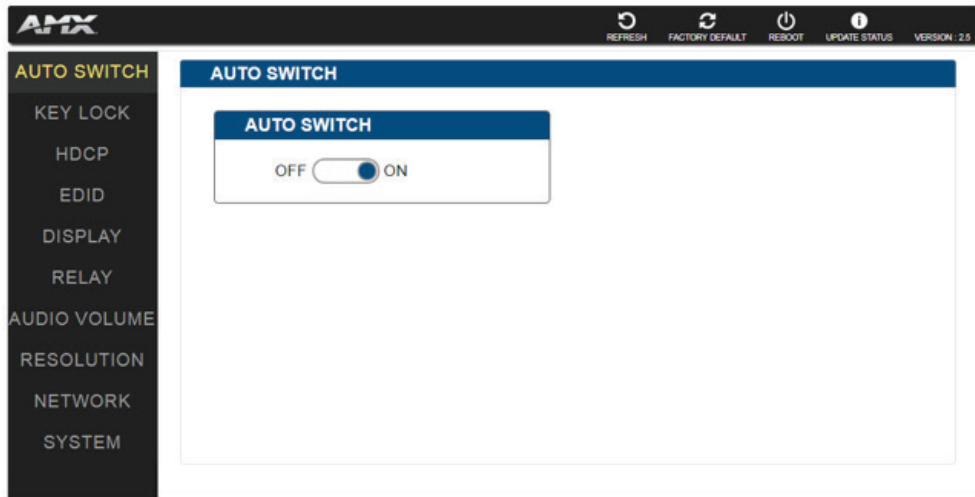 AMX
REFRESH FACTORY DEFAULT REBOOT UPDATE STATUS VERSION : 2.5
AUTO SWITCH
KEY LOCK
HDCP
EDID
DISPLAY
RELAY
AUDIO VOLUME
RESOLUTION
NETWORK
SYSTEM
AUTO SWITCH
AUTO SWITCH
OFF ON